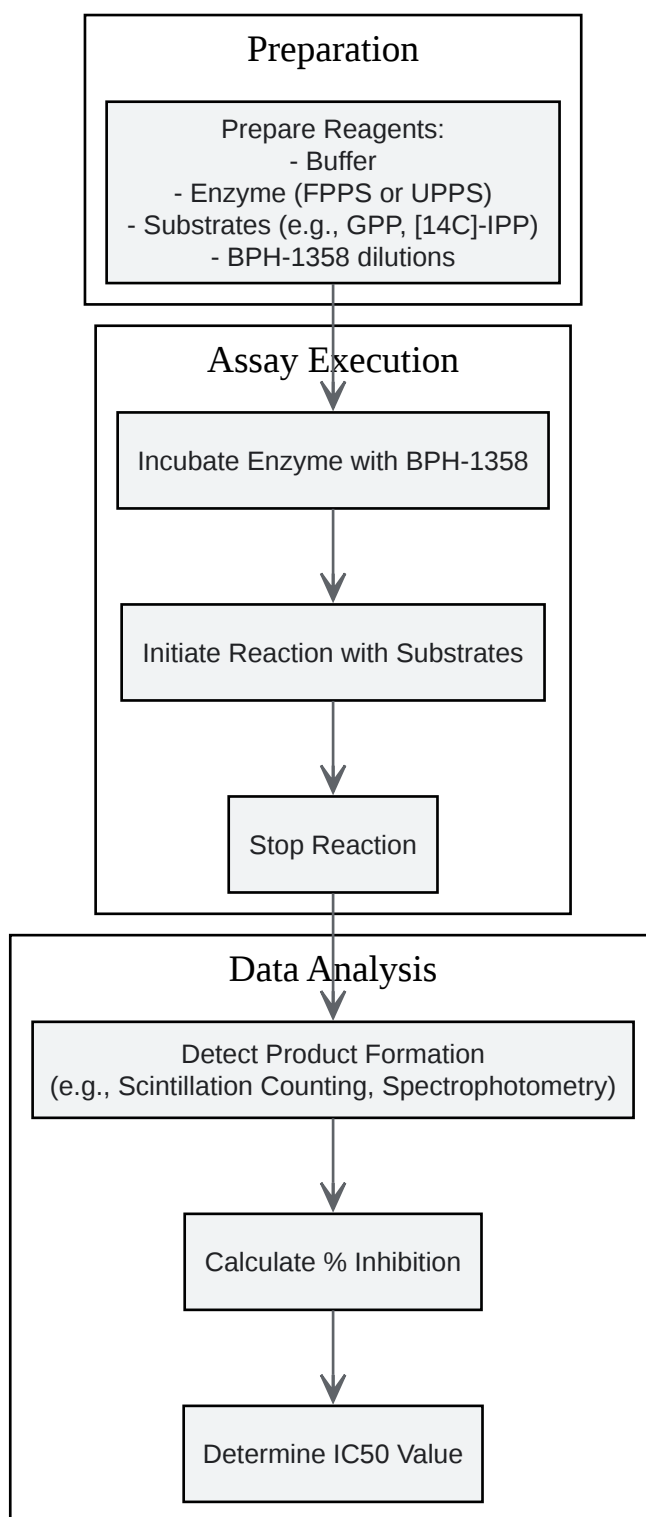 Preparation
Prepare Reagents:
- Buffer
- Enzyme (FPPS or UPPS)
- Substrates (e.g., GPP, [14C]-IPP)
- BPH-1358 dilutions
Assay Execution
Incubate Enzyme with BPH-1358
Initiate Reaction with Substrates
Stop Reaction
Data Analysis
Detect Product Formation
(e.g., Scintillation Counting, Spectrophotometry)
Calculate % Inhibition
Determine IC50 Value